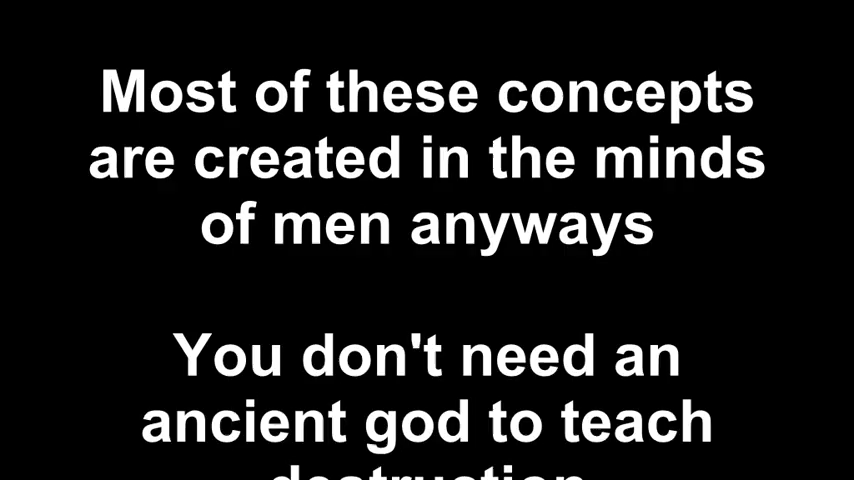 Most of these concepts
are created in the minds
of men anyways
You don't need an
ancient god to teach
destruction